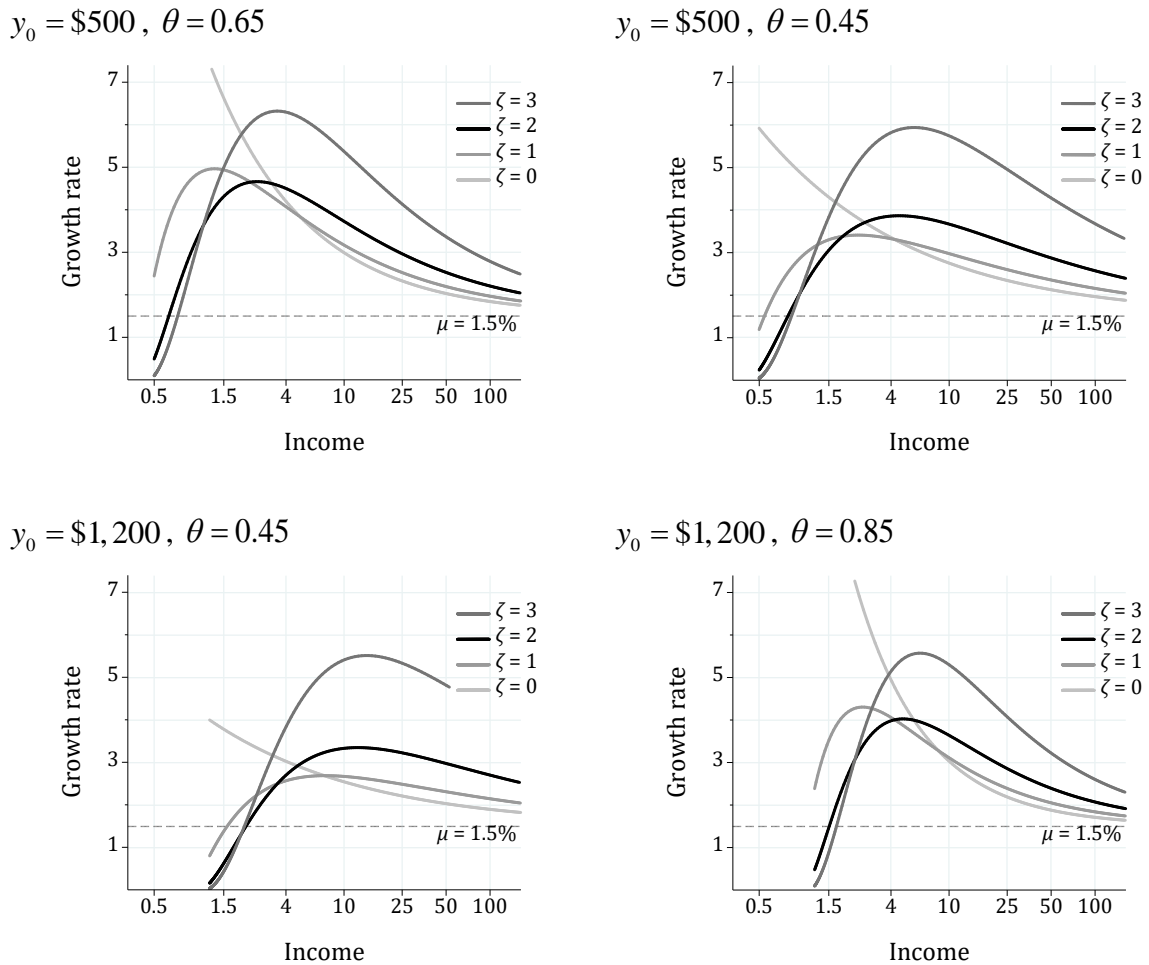 y₀ = $500 , θ = 0.65
7
5
3
1
Growth rate
ζ = 3
ζ = 2
ζ = 1
ζ = 0
μ = 1.5%
0.5 1.5 4 10 25 50 100
Income
y₀ = $500 , θ = 0.45
7
5
3
1
Growth rate
ζ = 3
ζ = 2
ζ = 1
ζ = 0
μ = 1.5%
0.5 1.5 4 10 25 50 100
Income
y₀ = $1,200 , θ = 0.45
7
5
3
1
Growth rate
ζ = 3
ζ = 2
ζ = 1
ζ = 0
μ = 1.5%
0.5 1.5 4 10 25 50 100
Income
y₀ = $1,200 , θ = 0.85
7
5
3
1
Growth rate
ζ = 3
ζ = 2
ζ = 1
ζ = 0
μ = 1.5%
0.5 1.5 4 10 25 50 100
Income